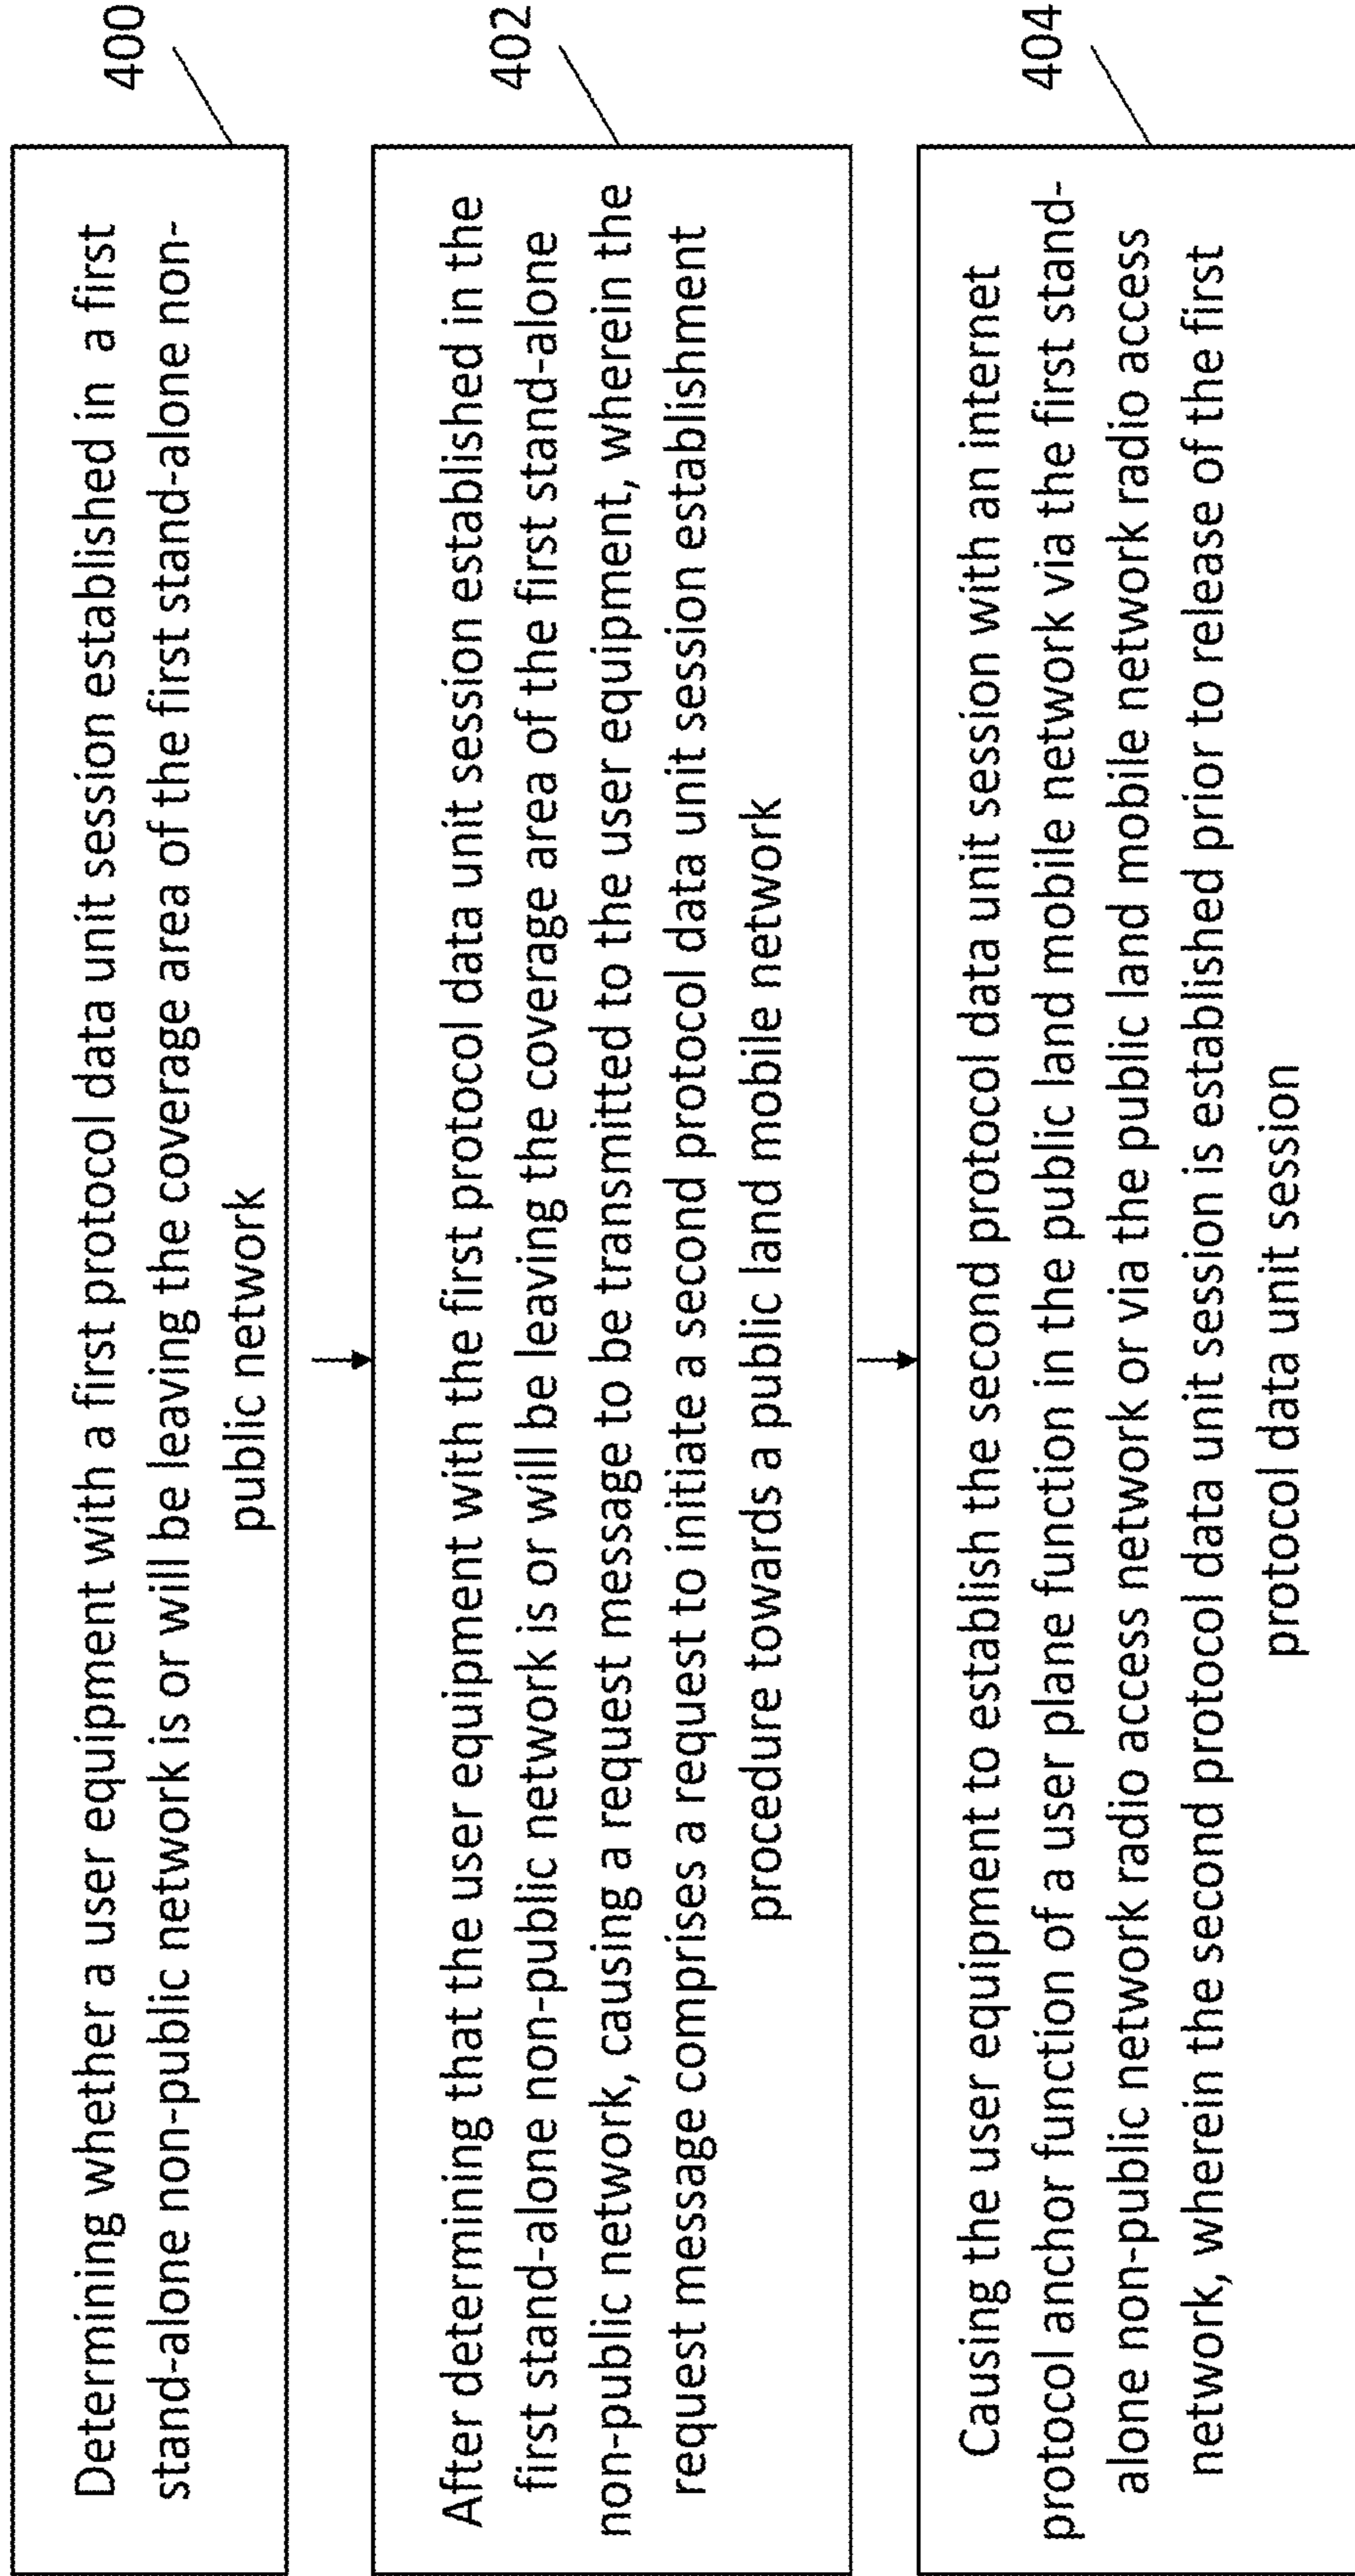 400
Determining whether a user equipment with a first protocol data unit session established in a first
stand-alone non-public network is or will be leaving the coverage area of the first stand-alone non-
public network
402
After determining that the user equipment with the first protocol data unit session established in the
first stand-alone non-public network is or will be leaving the coverage area of the first stand-alone
non-public network, causing a request message to be transmitted to the user equipment, wherein the
request message comprises a request to initiate a second protocol data unit session establishment
procedure towards a public land mobile network
404
Causing the user equipment to establish the second protocol data unit session with an internet
protocol anchor function of a user plane function in the public land mobile network via the first stand-
alone non-public network radio access network or via the public land mobile network radio access
network, wherein the second protocol data unit session is established prior to release of the first
protocol data unit session